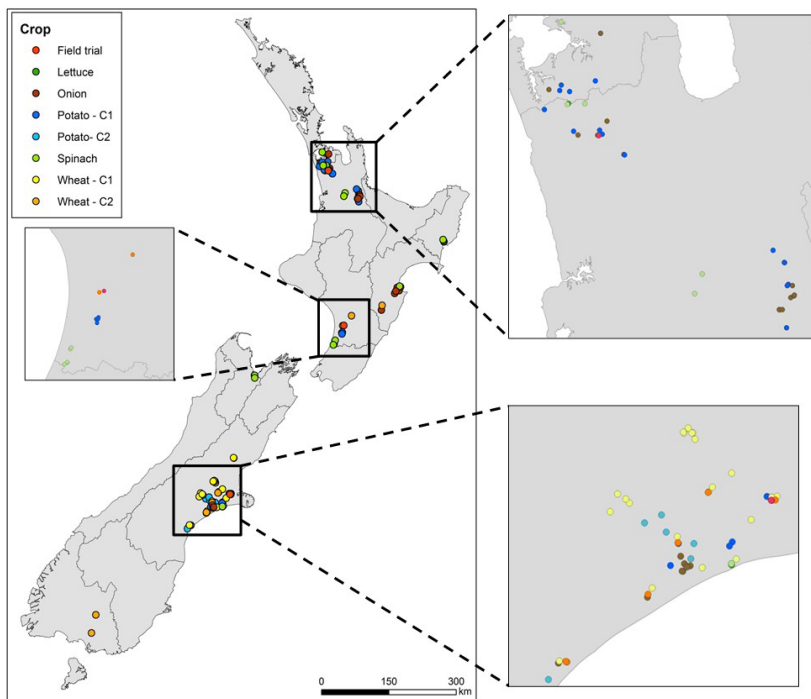 Crop
Field trial
Lettuce
Onion
Potato - C1
Potato- C2
Spinach
Wheat - C1
Wheat - C2
0 150 300
km